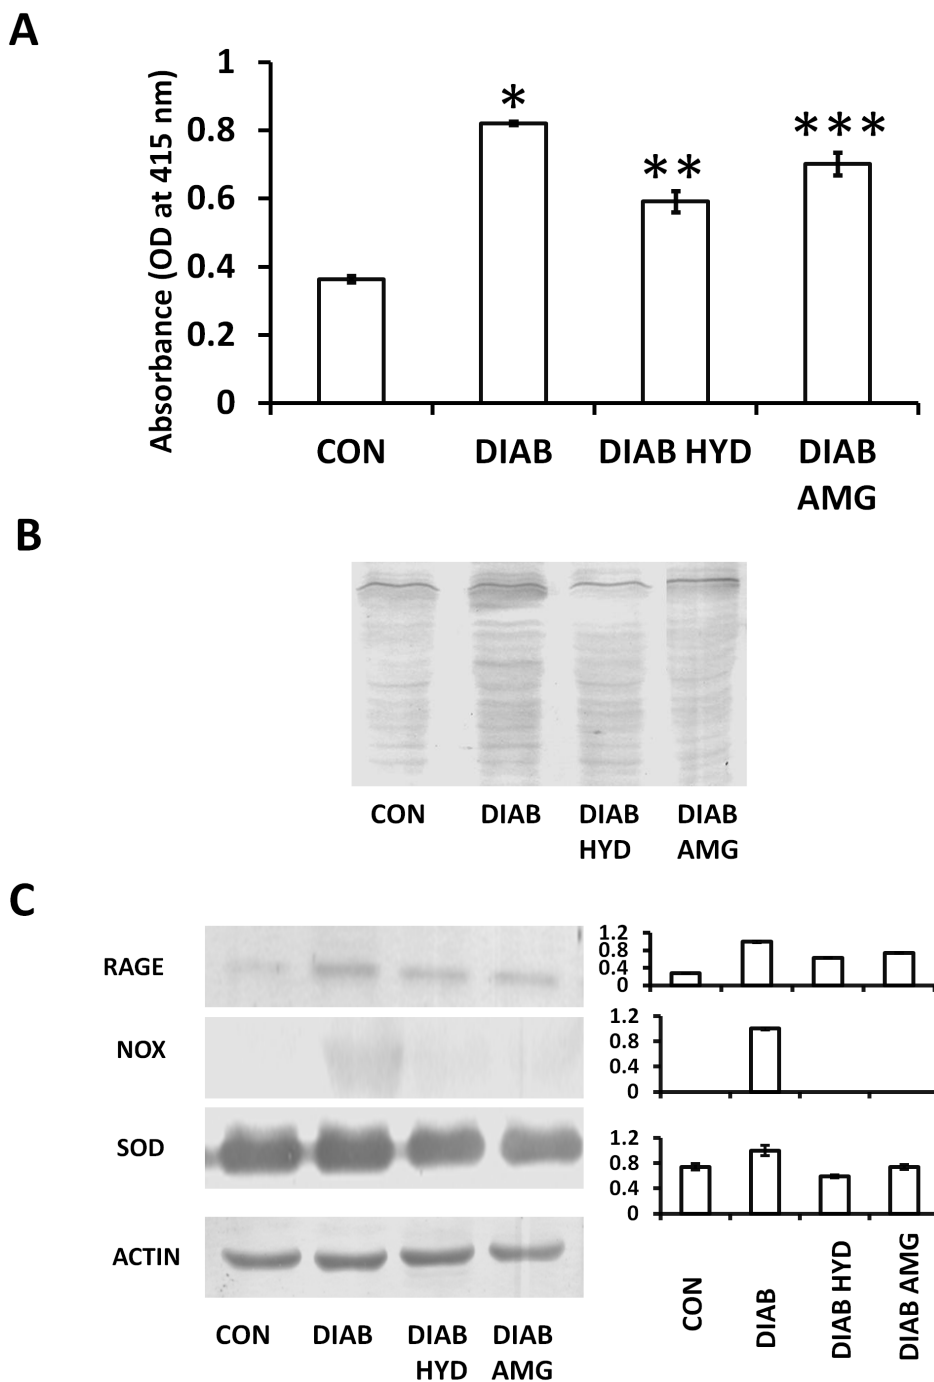 A
Absorbance (OD at 415 nm)
1
0.8
0.6
0.4
0.2
0
*
**
***
CON
DIAB
DIAB HYD
DIAB
AMG
B
CON
DIAB
DIAB
HYD
DIAB
AMG
C
RAGE
1.2
0.8
0.4
0
NOX
1.2
0.8
0.4
0
SOD
1.2
0.8
0.4
0
ACTIN
CON
DIAB
DIAB
HYD
DIAB
AMG
CON
DIAB
DIAB HYD
DIAB AMG